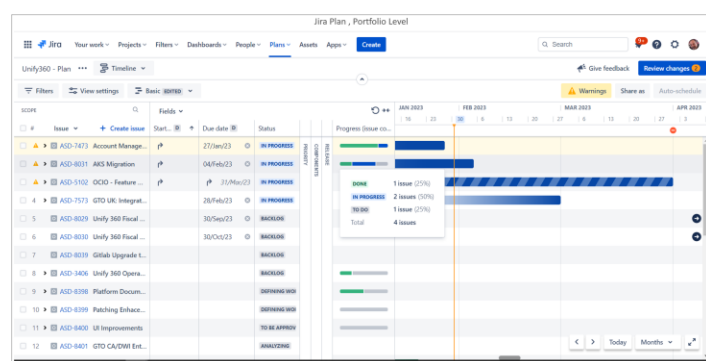 Jira Plan , Portfolio Level
Jira Your work Projects Filters Dashboards People Plans Assets Apps Create Search 9+
Unify360 - Plan Timeline Give feedback Review changes 2
Filters View settings Basic EDITED Warnings Share as Auto-schedule
SCOPE Fields JAN 2023 FEB 2023 MAR 2023 APR 2023
16 23 30 6 13 20 27 6 13 20 27 3
# Issue + Create issue Start... Due date Status PRIORITY COMPONENTS RELEASE Progress (issue co...
ASD-7473 Account Manage... 27/Jan/23 IN PROGRESS
ASD-8031 AKS Migration 04/Feb/23 IN PROGRESS
ASD-5102 OCIO - Feature ... 31/Mar/23 IN PROGRESS
DONE 1 issue (25%)
IN PROGRESS 2 issues (50%)
TO DO 1 issue (25%)
Total 4 issues
4 ASD-7573 GTO UK: Integrat... 28/Feb/23 IN PROGRESS
5 ASD-8029 Unify 360 Fiscal ... 30/Sep/23 BACKLOG
6 ASD-8030 Unify 360 Fiscal ... 30/Oct/23 BACKLOG
7 ASD-8039 Gitlab Upgrade t... BACKLOG
8 ASD-3406 Unify 360 Opera... BACKLOG
9 ASD-8398 Platform Docum... DEFINING WOI
10 ASD-8399 Patching Enhace... DEFINING WOI
11 ASD-8400 UI Improvements TO BE APPROV
12 ASD-8401 GTO CA/DWI Ent... ANALYZING
Today Months